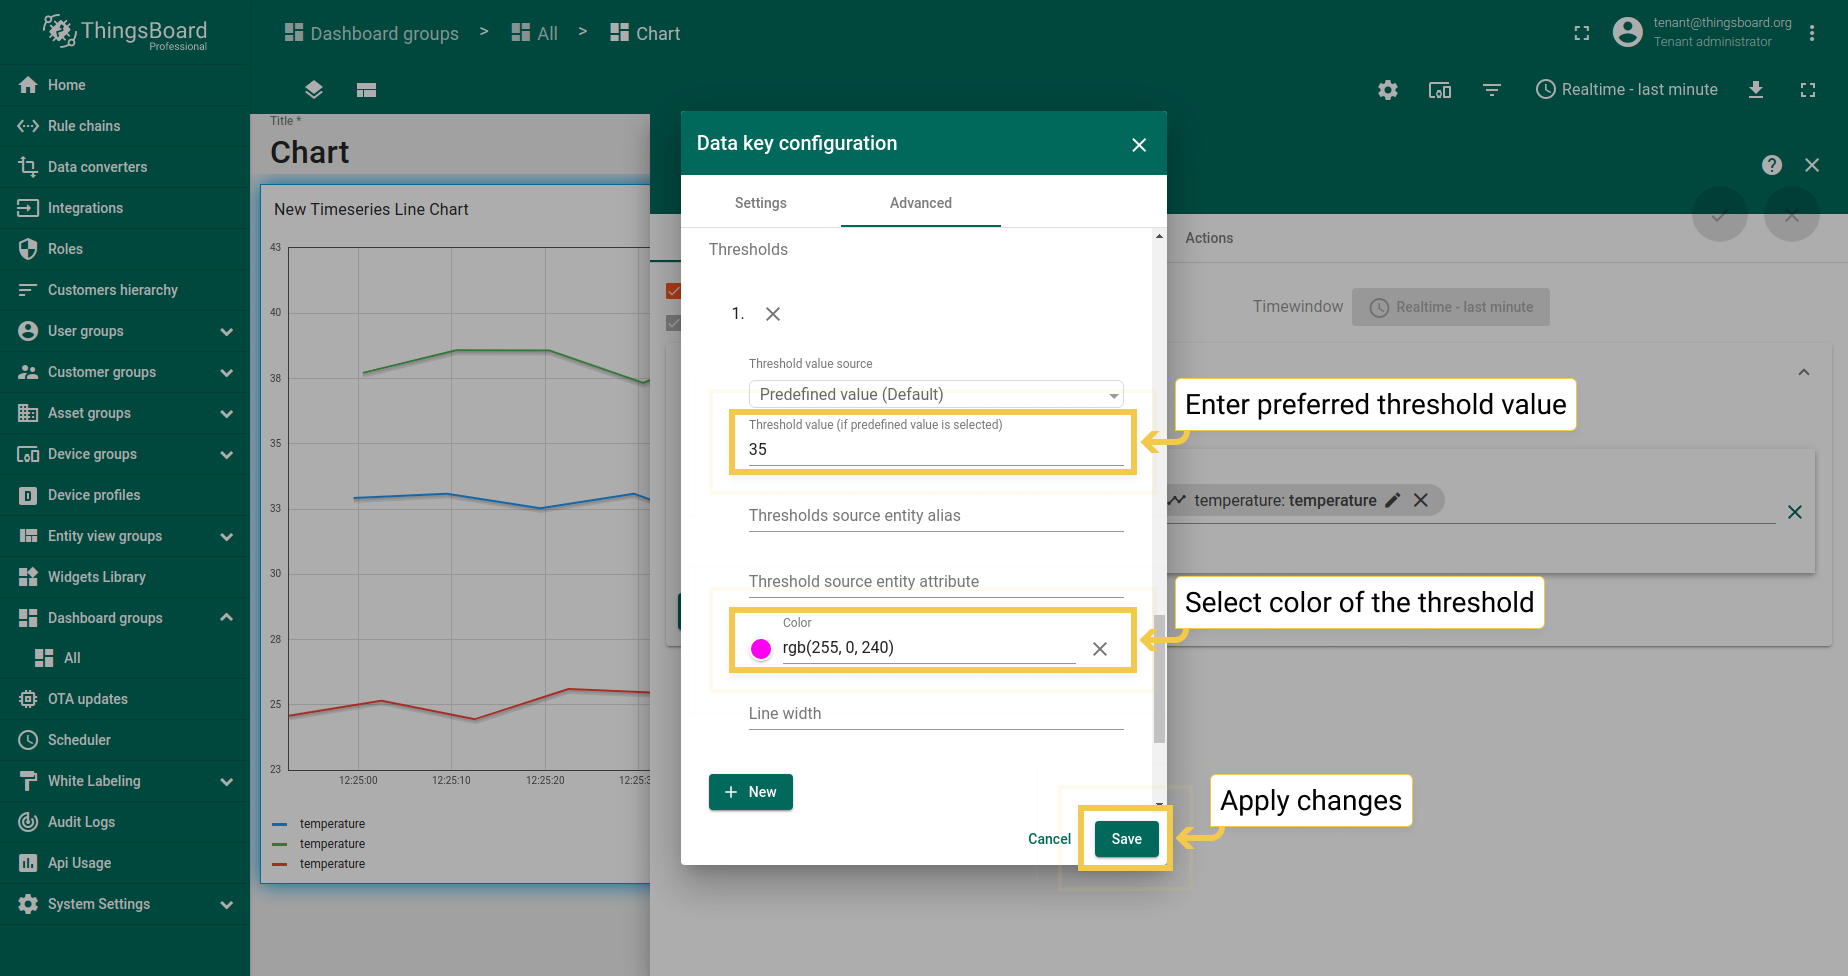 ThingsBoard
Professional
Dashboard groups > All > Chart
tenant@thingsboard.org
Tenant administrator
Home
Rule chains
Data converters
Integrations
Roles
Customers hierarchy
User groups
Customer groups
Asset groups
Device groups
Device profiles
Entity view groups
Widgets Library
Dashboard groups
All
OTA updates
Scheduler
White Labeling
Audit Logs
Api Usage
System Settings
Realtime - last minute
Title *
Chart
New Timeseries Line Chart
43
40
38
35
33
30
28
25
23
12:25:00
12:25:10
12:25:20
12:25:3
temperature
temperature
temperature
Data key configuration
Settings
Advanced
Thresholds
1.
Threshold value source
Predefined value (Default)
Threshold value (if predefined value is selected)
35
Thresholds source entity alias
Threshold source entity attribute
Color
rgb(255, 0, 240)
Line width
+ New
Cancel
Save
Actions
Timewindow
Realtime - last minute
Enter preferred threshold value
temperature: temperature
Select color of the threshold
Apply changes